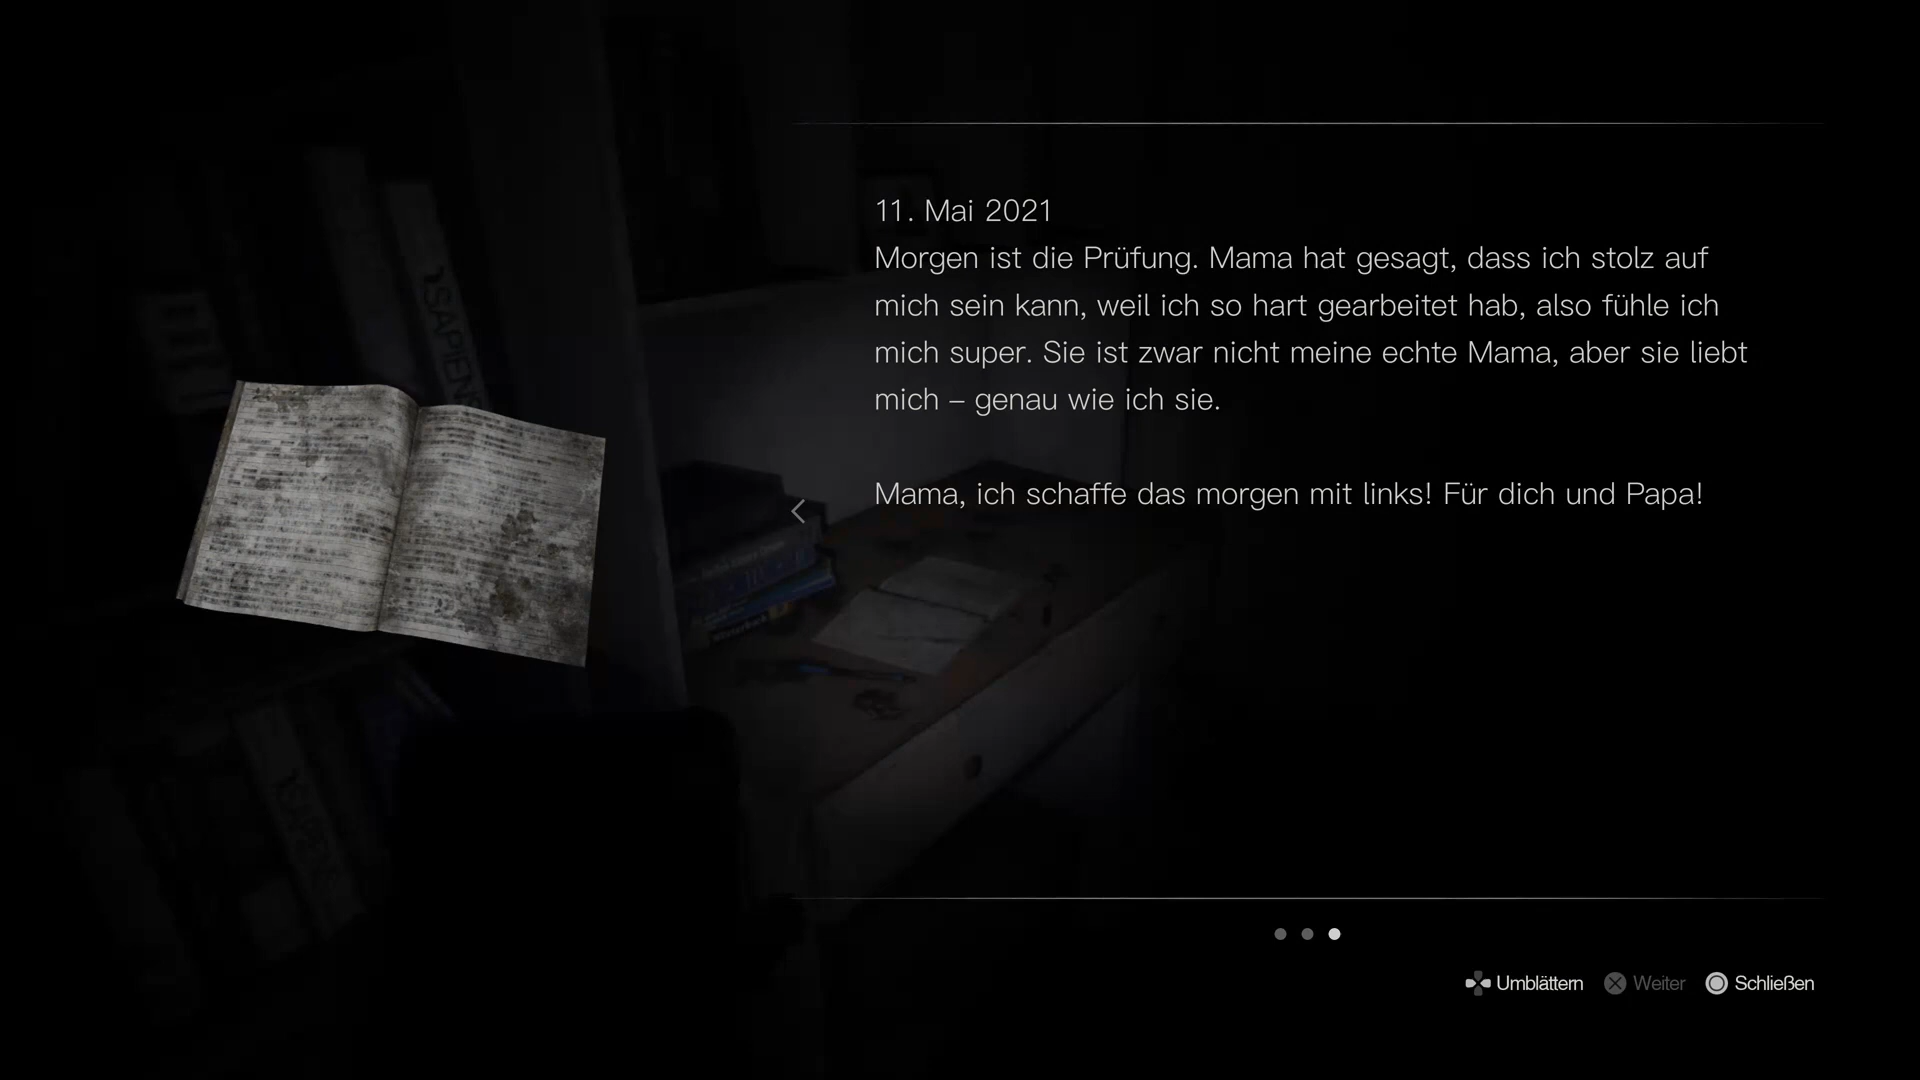 11. Mai 2021
Morgen ist die Prüfung. Mama hat gesagt, dass ich stolz auf
mich sein kann, weil ich so hart gearbeitet hab, also fühle ich
mich super. Sie ist zwar nicht meine echte Mama, aber sie liebt
mich – genau wie ich sie.
Mama, ich schaffe das morgen mit links! Für dich und Papa!
SAPIENS
Umblättern
Weiter
Schließen